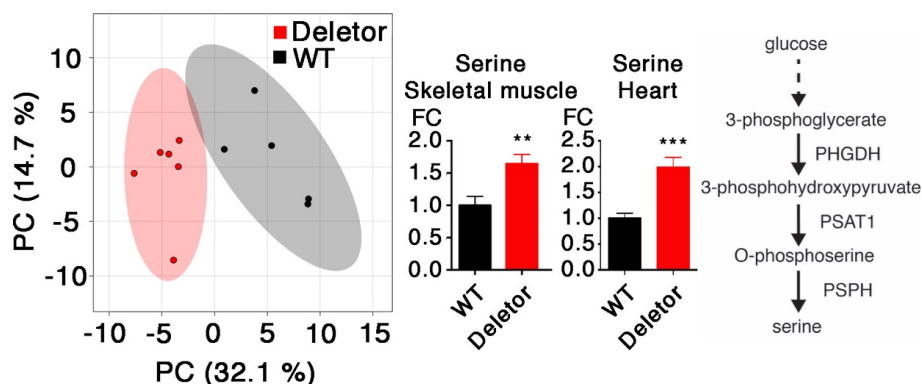 Deletor
WT
10
5
0
-5
-10
PC (14.7 %)
-10
-5
0
5
10
15
PC (32.1 %)
Serine
Skeletal muscle
FC
2.0
1.5
1.0
0.5
0.0
**
WT
Deletor
Serine
Heart
FC
2.5
2.0
1.5
1.0
0.5
0.0
***
WT
Deletor
glucose
3-phosphoglycerate
PHGDH
3-phosphohydroxypyruvate
PSAT1
O-phosphoserine
PSPH
serine